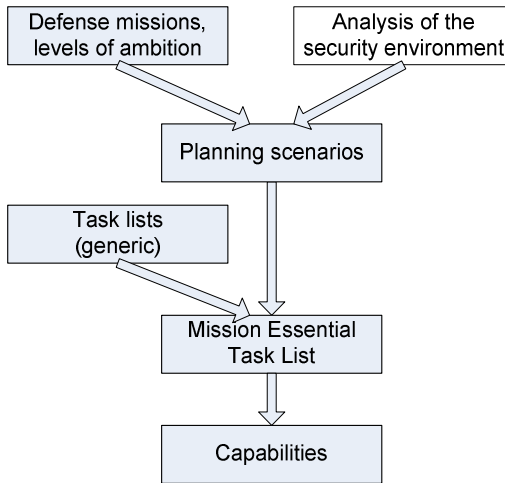 Defense missions,
levels of ambition
Analysis of the
security environment
Planning scenarios
Task lists
(generic)
Mission Essential
Task List
Capabilities